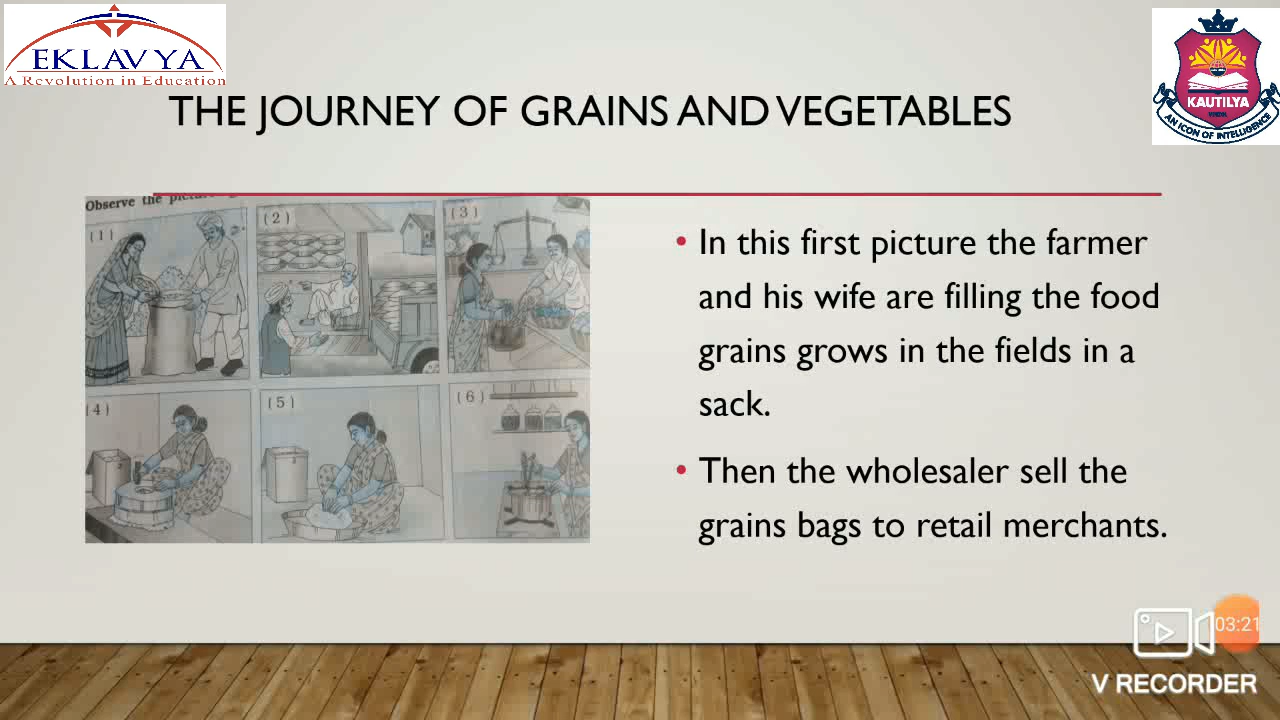 EKLAVYA
A Revolution in Education
KAUTILYA
AN ICON OF INTELLIGENCE
THE JOURNEY OF GRAINS AND VEGETABLES
Observe the
(1)
(2)
(3)
(4)
(5)
(6)
• In this first picture the farmer
and his wife are filling the food
grains grows in the fields in a
sack.
• Then the wholesaler sell the
grains bags to retail merchants.
03:21
V RECORDER